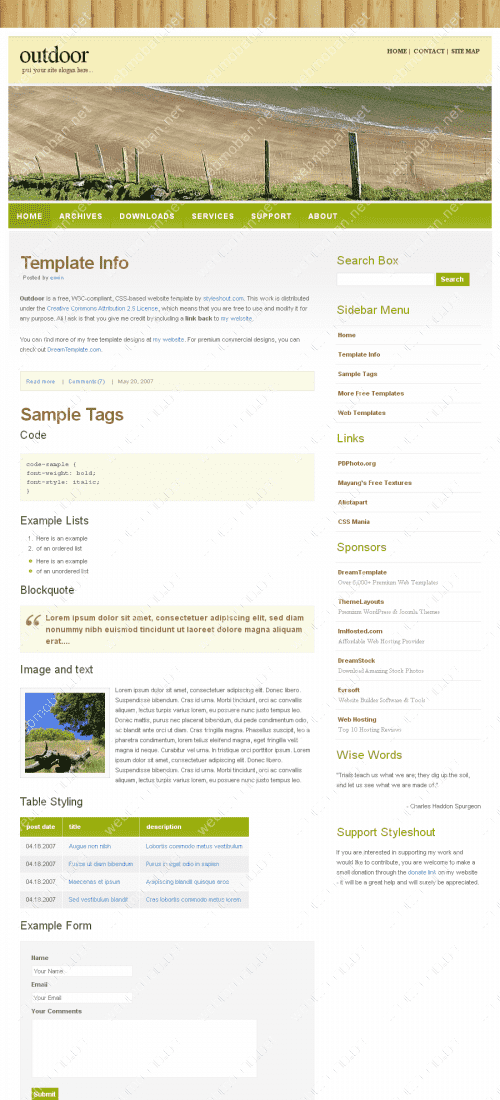 outdoor
put your site slogan here...
HOME | CONTACT | SITE MAP
HOME ARCHIVES DOWNLOADS SERVICES SUPPORT ABOUT
Template Info
Posted by erwin
Outdoor is a free, W3C-compliant, CSS-based website template by styleshout.com. This work is distributed
under the Creative Commons Attribution 2.5 License, which means that you are free to use and modify it for
any purpose. All I ask is that you give me credit by including a link back to my website.
You can find more of my free template designs at my website. For premium commercial designs, you can
check out DreamTemplate.com.
Read more | Comments(7) | May 20, 2007
Sample Tags
Code
code-sample {
font-weight: bold;
font-style: italic;
}
Example Lists
1. Here is an example
2. of an ordered list
Here is an example
of an unordered list
Blockquote
Lorem ipsum dolor sit amet, consectetuer adipiscing elit, sed diam
nonummy nibh euismod tincidunt ut laoreet dolore magna aliquam
erat....
Image and text
Lorem ipsum dolor sit amet, consectetuer adipiscing elit. Donec libero.
Suspendisse bibendum. Cras id urna. Morbi tincidunt, orci ac convallis
aliquam, lectus turpis varius lorem, eu posuere nunc justo tempus leo.
Donec mattis, purus nec placerat bibendum, dui pede condimentum odio,
ac blandit ante orci ut diam. Cras fringilla magna. Phasellus suscipit, leo a
pharetra condimentum, lorem tellus eleifend magna, eget fringilla velit
magna id neque. Curabitur vel urna. In tristique orci porttitor ipsum. Lorem
ipsum dolor sit amet, consectetuer adipiscing elit. Donec libero.
Suspendisse bibendum. Cras id urna. Morbi tincidunt, orci ac convallis
aliquam, lectus turpis varius lorem, eu posuere nunc justo tempus leo.
Table Styling
post date title description
04.18.2007 Augue non nibh Lobortis commodo metus vestibulum
04.18.2007 Fusce ut diam bibendum Purus in eget odio in sapien
04.18.2007 Maecenas et ipsum Adipiscing blandit quisque eros
04.18.2007 Sed vestibulum blandit Cras lobortis commodo metus lorem
Example Form
Name
Your Name
Email
Your Email
Your Comments
Submit
Search Box
Search
Sidebar Menu
Home
Template Info
Sample Tags
More Free Templates
Web Templates
Links
PDPhoto.org
Mayang's Free Textures
Alistapart
CSS Mania
Sponsors
DreamTemplate
Over 6,000+ Premium Web Templates
ThemeLayouts
Premium WordPress & Joomla Themes
ImHosted.com
Affordable Web Hosting Provider
DreamStock
Download Amazing Stock Photos
Evrsoft
Website Builder Software & Tools
Web Hosting
Top 10 Hosting Reviews
Wise Words
"Trials teach us what we are; they dig up the soil,
and let us see what we are made of."
- Charles Haddon Spurgeon
Support Styleshout
If you are interested in supporting my work and
would like to contribute, you are welcome to make a
small donation through the donate link on my website
- it will be a great help and will surely be appreciated.